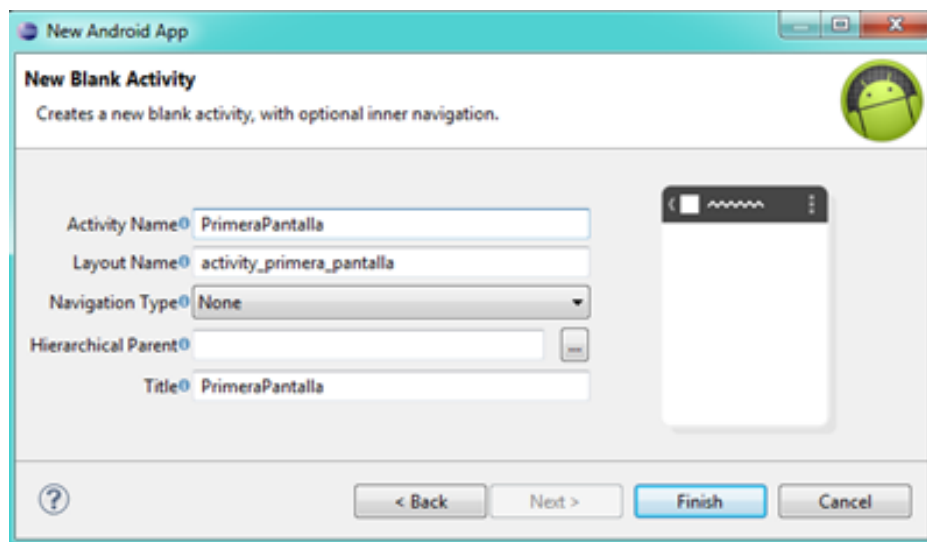 New Android App
New Blank Activity
Creates a new blank activity, with optional inner navigation.
Activity Name PrimeraPantalla
Layout Name activity_primera_pantalla
Navigation Type None
Hierarchical Parent ...
Title PrimeraPantalla
? < Back Next > Finish Cancel